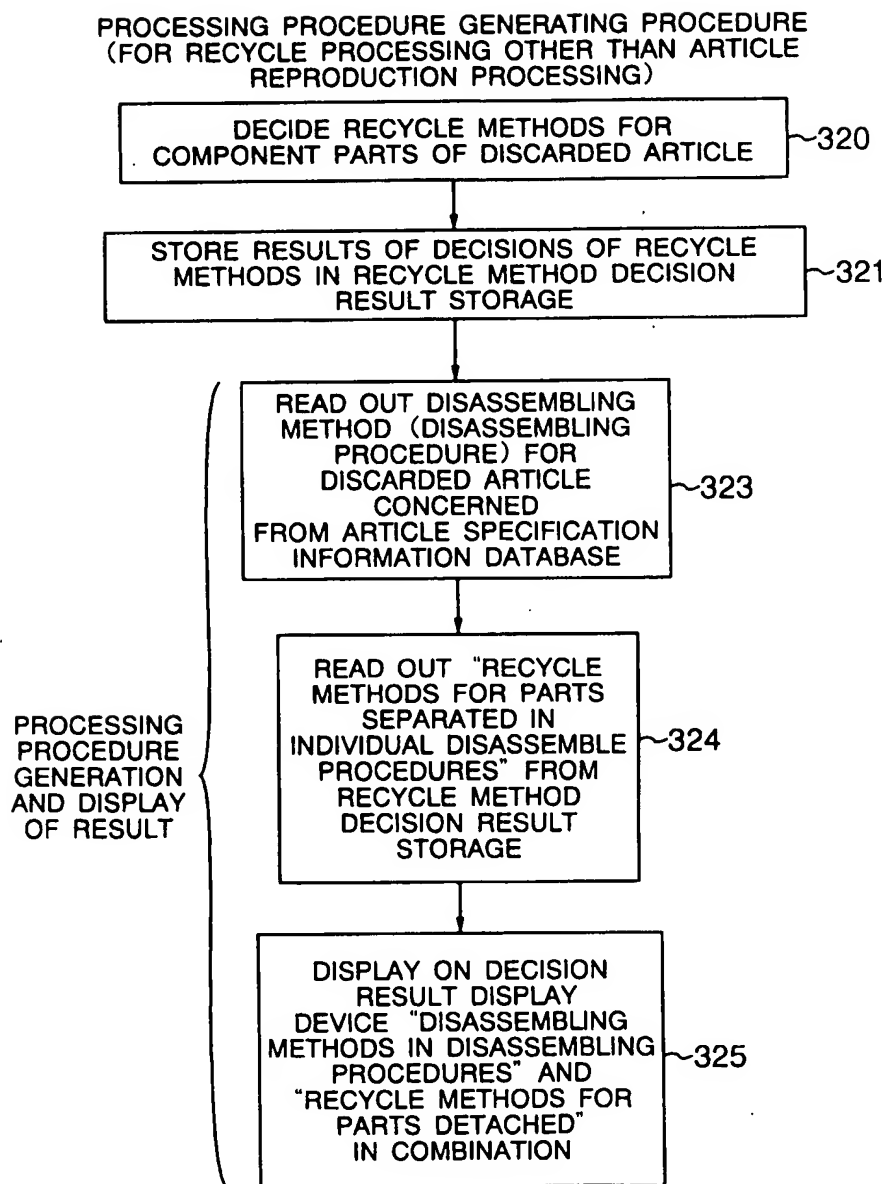 PROCESSING PROCEDURE GENERATING PROCEDURE
(FOR RECYCLE PROCESSING OTHER THAN ARTICLE
REPRODUCTION PROCESSING)
DECIDE RECYCLE METHODS FOR
COMPONENT PARTS OF DISCARDED ARTICLE
320
STORE RESULTS OF DECISIONS OF RECYCLE
METHODS IN RECYCLE METHOD DECISION
RESULT STORAGE
321
READ OUT DISASSEMBLING
METHOD (DISASSEMBLING
PROCEDURE) FOR
DISCARDED ARTICLE
CONCERNED
FROM ARTICLE SPECIFICATION
INFORMATION DATABASE
323
READ OUT "RECYCLE
METHODS FOR PARTS
SEPARATED IN
INDIVIDUAL DISASSEMBLE
PROCEDURES" FROM
RECYCLE METHOD
DECISION RESULT
STORAGE
324
PROCESSING
PROCEDURE
GENERATION
AND DISPLAY
OF RESULT
DISPLAY ON DECISION
RESULT DISPLAY
DEVICE "DISASSEMBLING
METHODS IN DISASSEMBLING
PROCEDURES" AND
"RECYCLE METHODS FOR
PARTS DETACHED"
IN COMBINATION
325